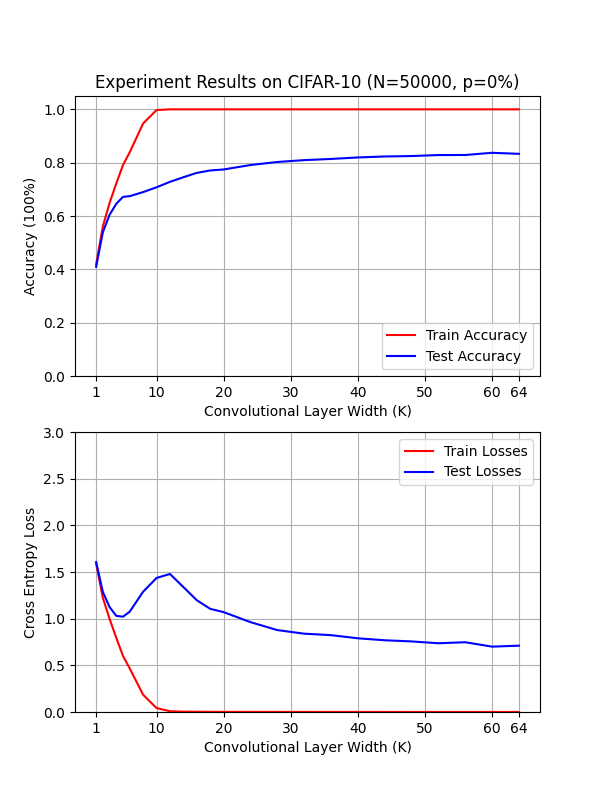 Experiment Results on CIFAR-10 (N=50000, p=0%)
1.0
0.8
0.6
0.4
0.2
0.0
Accuracy (100%)
Train Accuracy
Test Accuracy
1 10 20 30 40 50 60 64
Convolutional Layer Width (K)
3.0
2.5
2.0
1.5
1.0
0.5
0.0
Cross Entropy Loss
Train Losses
Test Losses
1 10 20 30 40 50 60 64
Convolutional Layer Width (K)